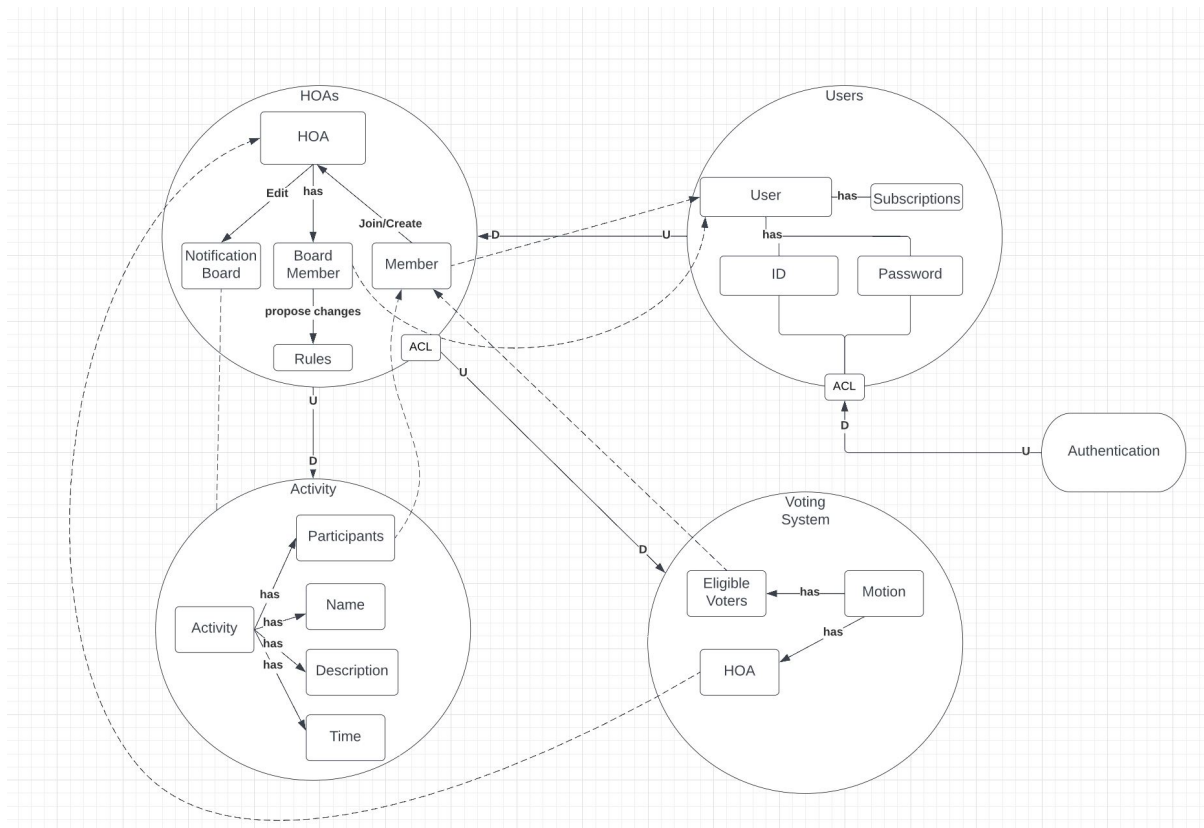 HOAs
HOA
Edit
has
Join/Create
Notification
Board
Board
Member
Member
propose changes
Rules
ACL
U
D
Users
User
has
Subscriptions
has
ID
Password
ACL
D
U
D
U
Authentication
U
D
Activity
Participants
has
Name
has
Activity
has
Description
has
Time
Voting
System
Eligible
Voters
has
Motion
has
HOA